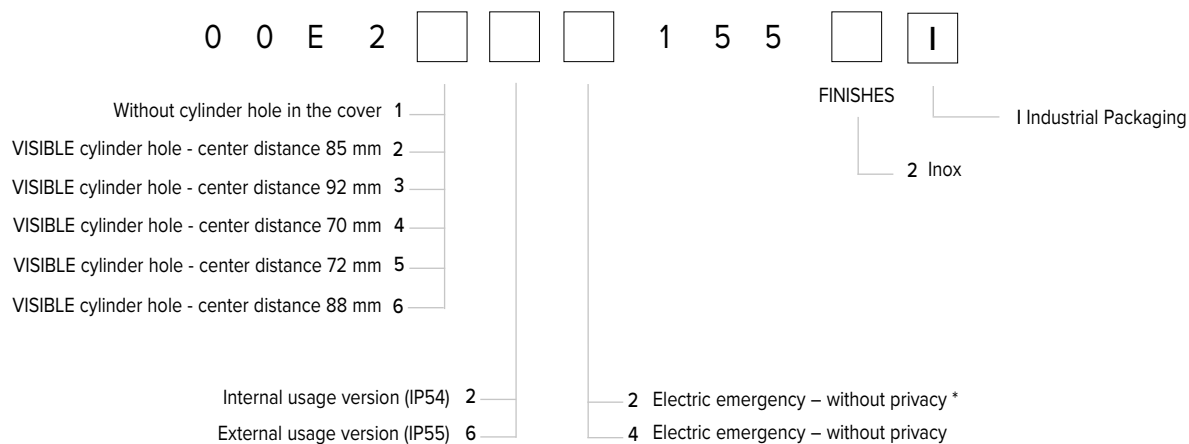 0 0 E 2 1 5 5 I
FINISHES
Without cylinder hole in the cover 1
I Industrial Packaging
VISIBLE cylinder hole - center distance 85 mm 2
2 Inox
VISIBLE cylinder hole - center distance 92 mm 3
VISIBLE cylinder hole - center distance 70 mm 4
VISIBLE cylinder hole - center distance 72 mm 5
VISIBLE cylinder hole - center distance 88 mm 6
Internal usage version (IP54) 2
2 Electric emergency – without privacy *
External usage version (IP55) 6
4 Electric emergency – without privacy